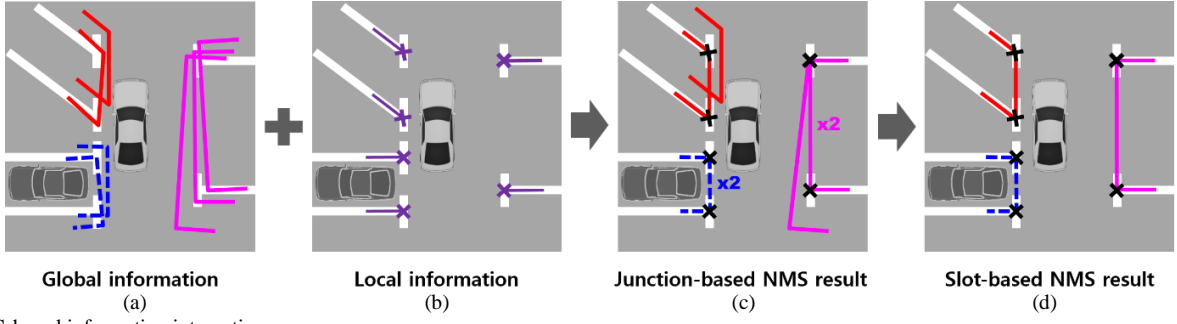 x2
x2
Global information
Local information
Junction-based NMS result
Slot-based NMS result
(a)
(b)
(c)
(d)